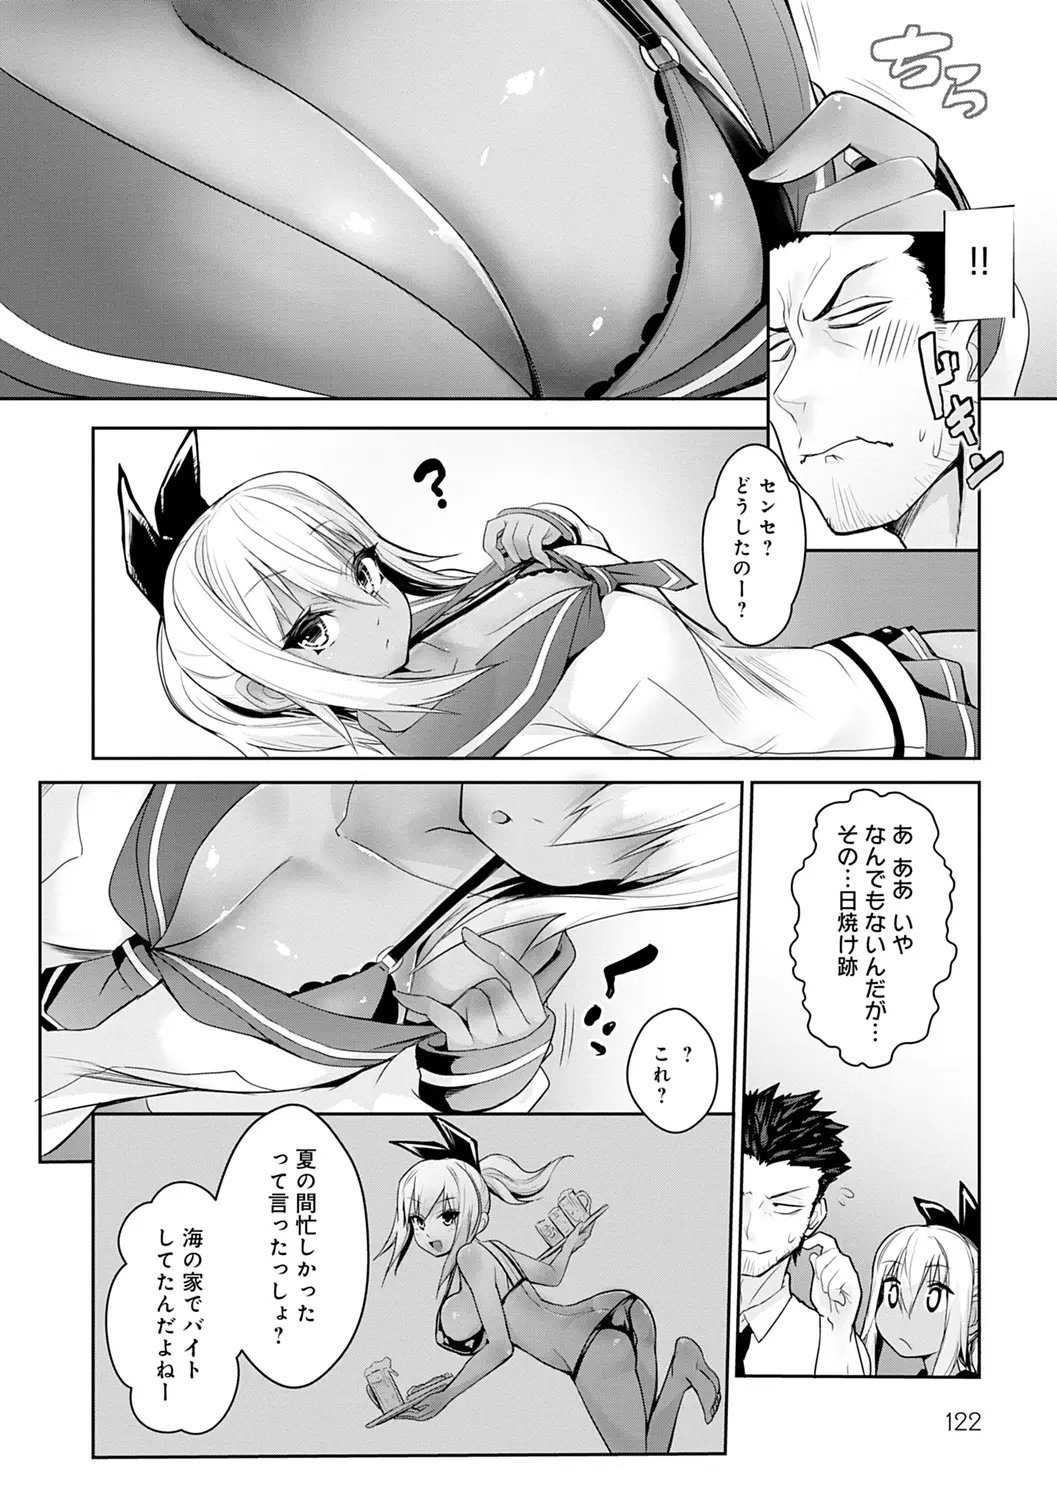 ちら
!!
ドキン
センセ?
どうしたのー?
?
あ ああ いや
なんでもないんだが…
その…日焼け跡
?
これ?
夏の間忙しかった
って言ったっしょ?
海の家でバイト
してたんだよねー
122